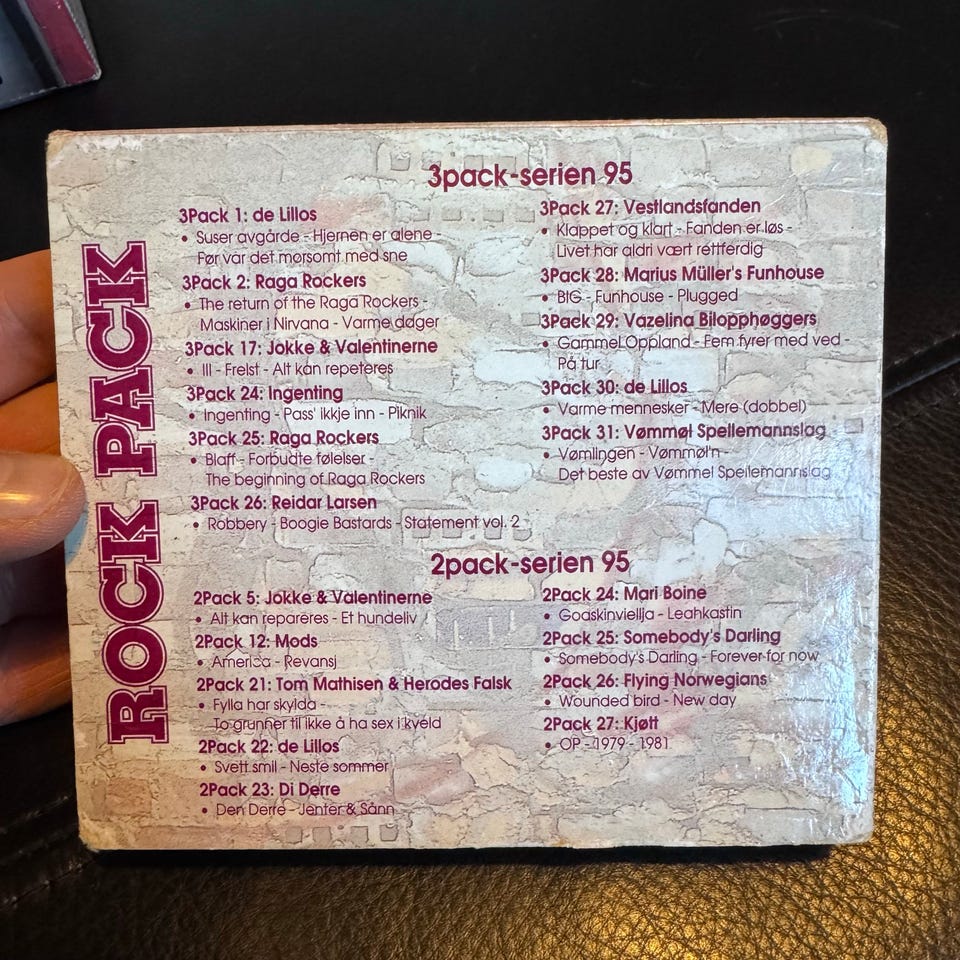 ROCK PACK
3pack-serien 95
3Pack 1: de Lillos
• Suser avgårde - Hjernen er alene -
Før var det morsomt med sne
3Pack 2: Raga Rockers
• The return of the Raga Rockers -
Maskiner i Nirvana - Varme døger
3Pack 17: Jokke & Valentinerne
• III - Frelst - Alt kan repeteres
3Pack 24: Ingenting
• Ingenting - Pass' ikkje inn - Piknik
3Pack 25: Raga Rockers
• Blaff - Forbudte følelser -
The beginning of Raga Rockers
3Pack 26: Reidar Larsen
• Robbery - Boogie Bastards - Statement vol. 2
3Pack 27: Vestlandsfanden
• Klappet og klart - Fanden er løs -
Livet har aldri vært rettferdig
3Pack 28: Marius Müller's Funhouse
• BIG - Funhouse - Plugged
3Pack 29: Vazelina Bilopphøggers
• Gammel Oppland - Fem fyrer med ved -
På tur
3Pack 30: de Lillos
• Varme mennesker - Mere (dobbel)
3Pack 31: Vømmøl Spellemannslag
• Vømlingen - Vømmøl'n -
Det beste av Vømmel Spellemannslag
2pack-serien 95
2Pack 5: Jokke & Valentinerne
• Alt kan repareres - Et hundeliv
2Pack 12: Mods
• America - Revansj
2Pack 21: Tom Mathisen & Herodes Falsk
• Fylla har skylda -
To grunner til ikke å ha sex i kveld
2Pack 22: de Lillos
• Svett smil - Neste sommer
2Pack 23: Di Derre
• Den Derre - Jenter & Sånn
2Pack 24: Mari Boine
• Goaskinviellja - Leahkastin
2Pack 25: Somebody's Darling
• Somebody's Darling - Forever for now
2Pack 26: Flying Norwegians
• Wounded bird - New day
2Pack 27: Kjøtt
• OP - 1979 - 1981